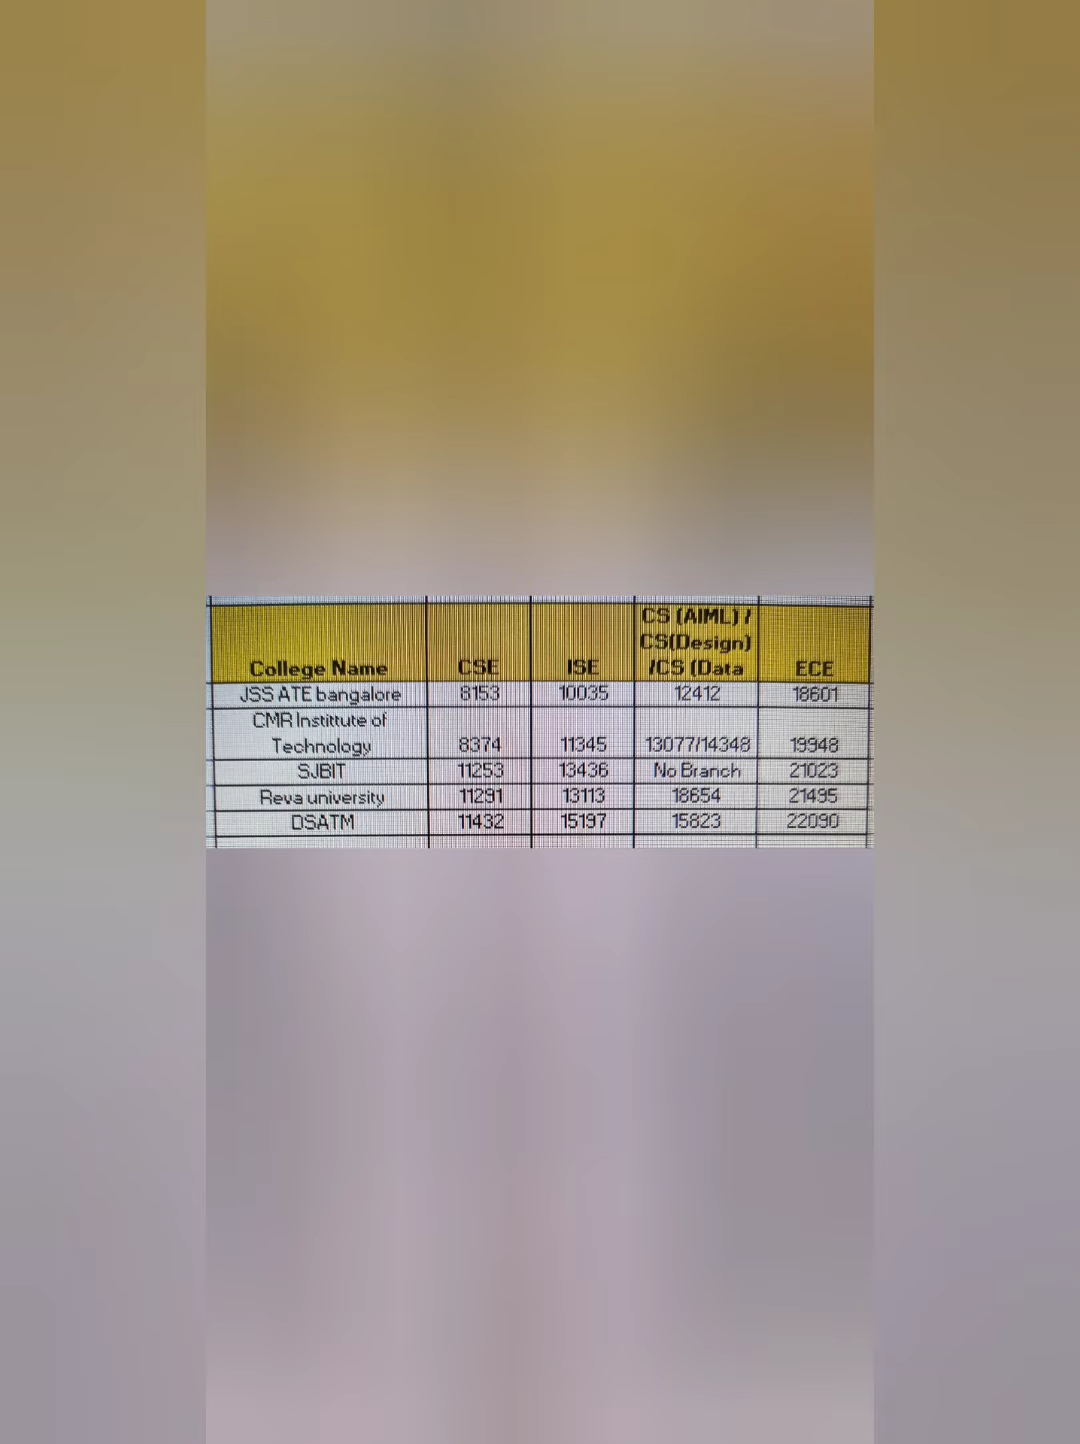 College Name CSE ISE CS (AIML) / CS(Design) /CS (Data ECE
JSS ATE bangalore 8153 10035 12412 18601
CMR Instittute of
Technology 8374 11345 13077/14348 19948
SJBIT 11253 13436 No Branch 21023
Reva university 11291 13113 18654 21495
DSATM 11432 15197 15823 22090